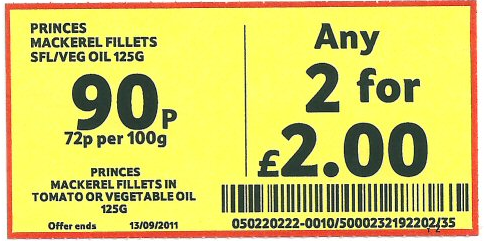 PRINCES
MACKEREL FILLETS
SFL/VEG OIL 125G
90P
72p per 100g
PRINCES
MACKEREL FILLETS IN
TOMATO OR VEGETABLE OIL
125G
Offer ends 13/09/2011
Any
2 for
£2.00
050220222-0010/5000232192202/35